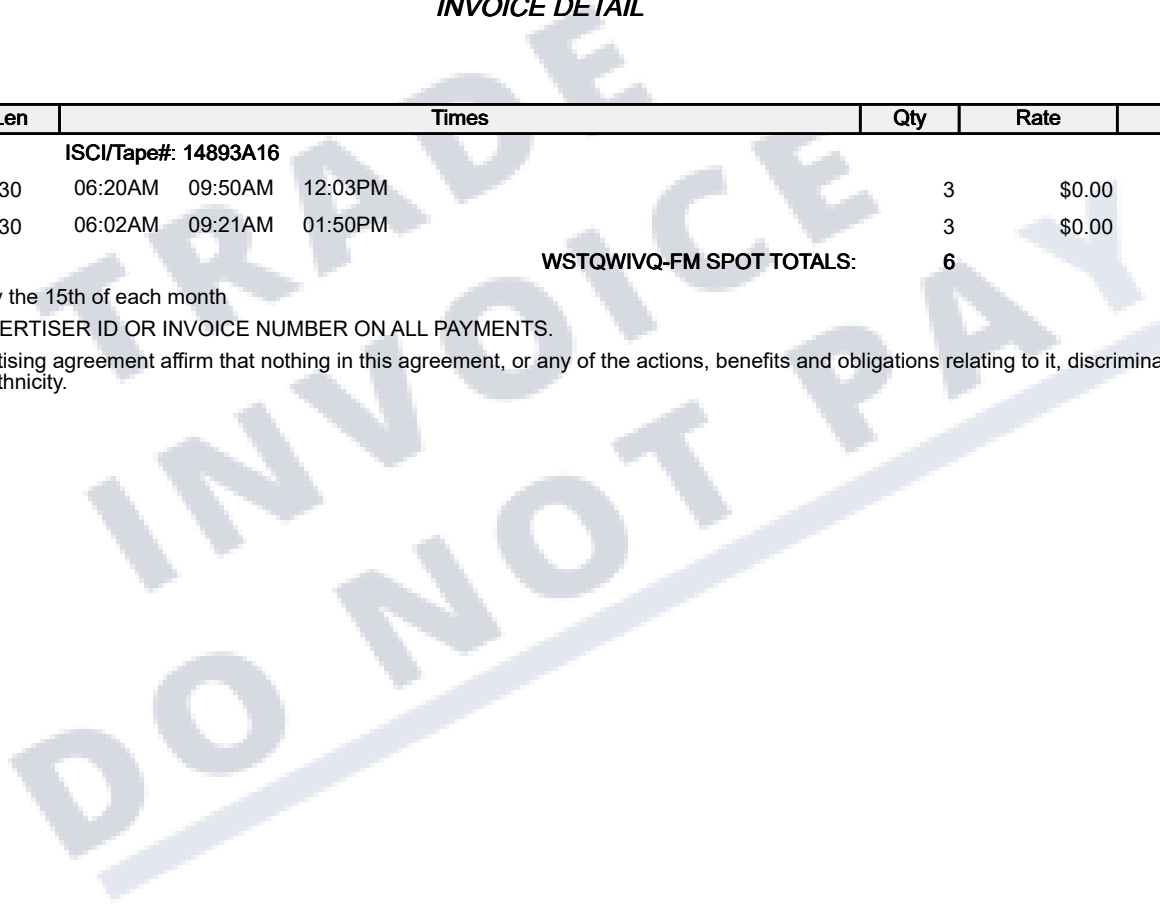 INVOICE DETAIL
Len Times Qty Rate
ISCI/Tape#: 14893A16
30 06:20AM 09:50AM 12:03PM 3 $0.00
30 06:02AM 09:21AM 01:50PM 3 $0.00
WSTQWIVQ-FM SPOT TOTALS: 6
y the 15th of each month
ERTISER ID OR INVOICE NUMBER ON ALL PAYMENTS.
tising agreement affirm that nothing in this agreement, or any of the actions, benefits and obligations relating to it, discrimina
thnicity.
TRADE
INVOICE
DO NOT PAY